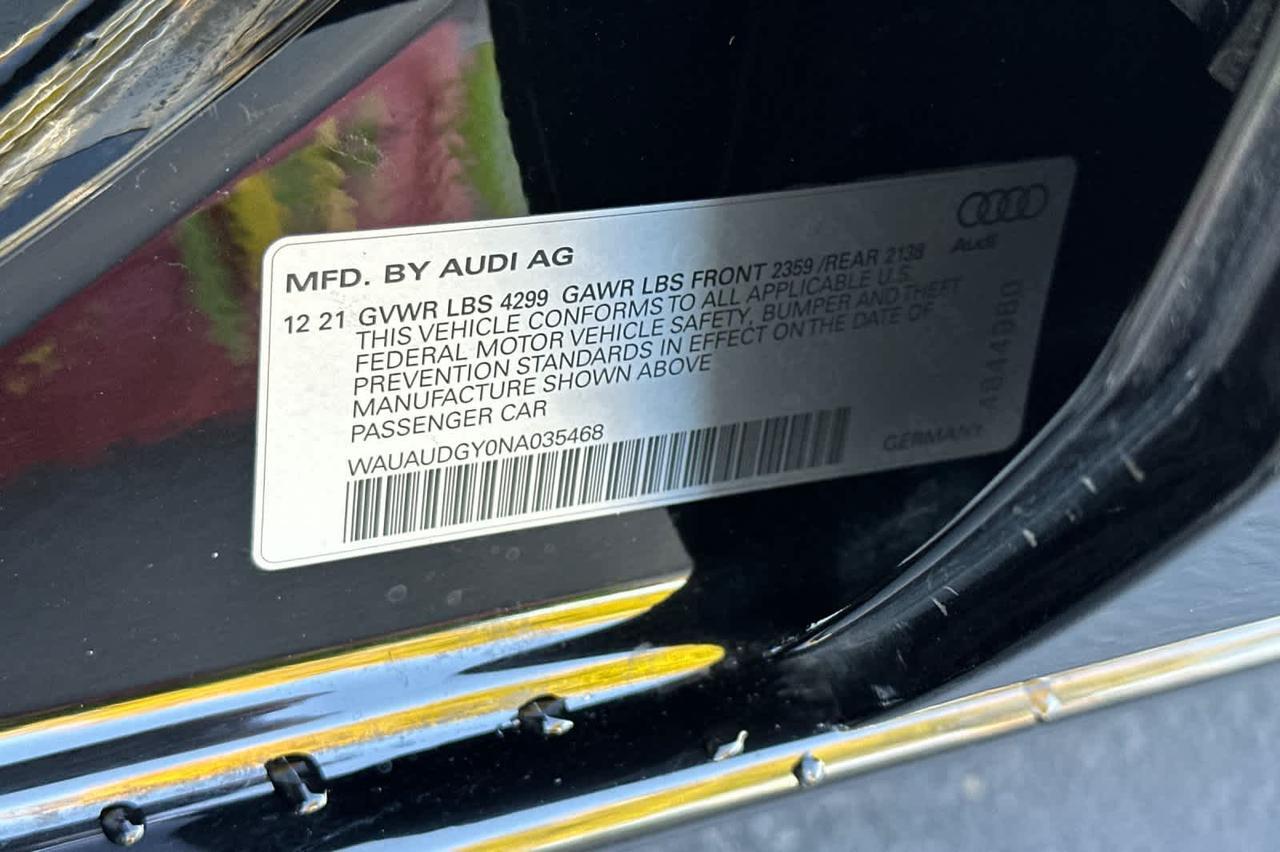 MFD. BY AUDI AG
Audi
12 21 GVWR LBS 4299 GAWR LBS FRONT 2359 /REAR 2138
THIS VEHICLE CONFORMS TO ALL APPLICABLE U.S.
FEDERAL MOTOR VEHICLE SAFETY, BUMPER AND THEFT
PREVENTION STANDARDS IN EFFECT ON THE DATE OF
MANUFACTURE SHOWN ABOVE
PASSENGER CAR
WAUAUDGY0NA035468
GERMANY